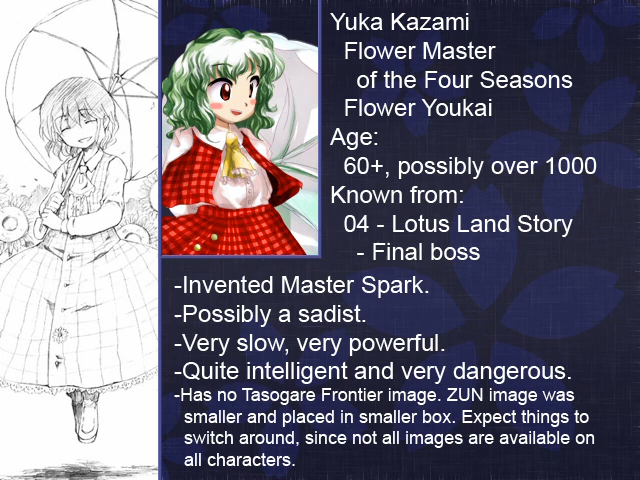 Yuka Kazami
Flower Master
of the Four Seasons
Flower Youkai
Age:
60+, possibly over 1000
Known from:
04 - Lotus Land Story
- Final boss
-Invented Master Spark.
-Possibly a sadist.
-Very slow, very powerful.
-Quite intelligent and very dangerous.
-Has no Tasogare Frontier image. ZUN image was
smaller and placed in smaller box. Expect things to
switch around, since not all images are available on
all characters.